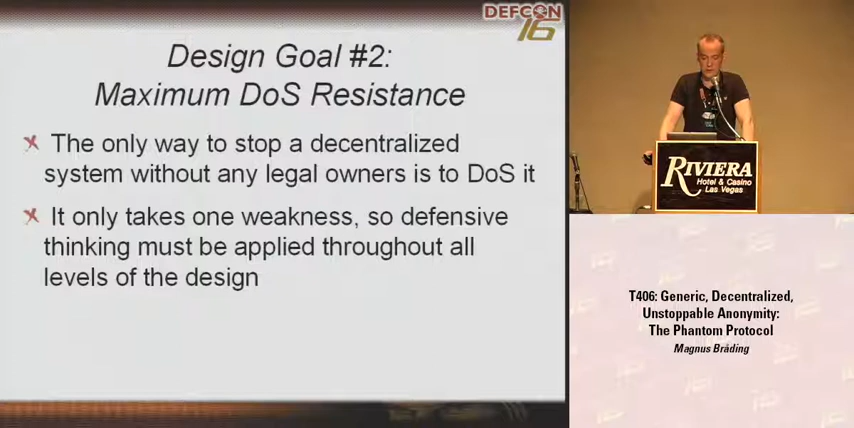 DEFCON
16
Design Goal #2:
Maximum DoS Resistance
The only way to stop a decentralized
system without any legal owners is to DoS it
It only takes one weakness, so defensive
thinking must be applied throughout all
levels of the design
RIVIERA
Hotel & Casino
Las Vegas
T406: Generic, Decentralized,
Unstoppable Anonymity:
The Phantom Protocol
Magnus Bråding